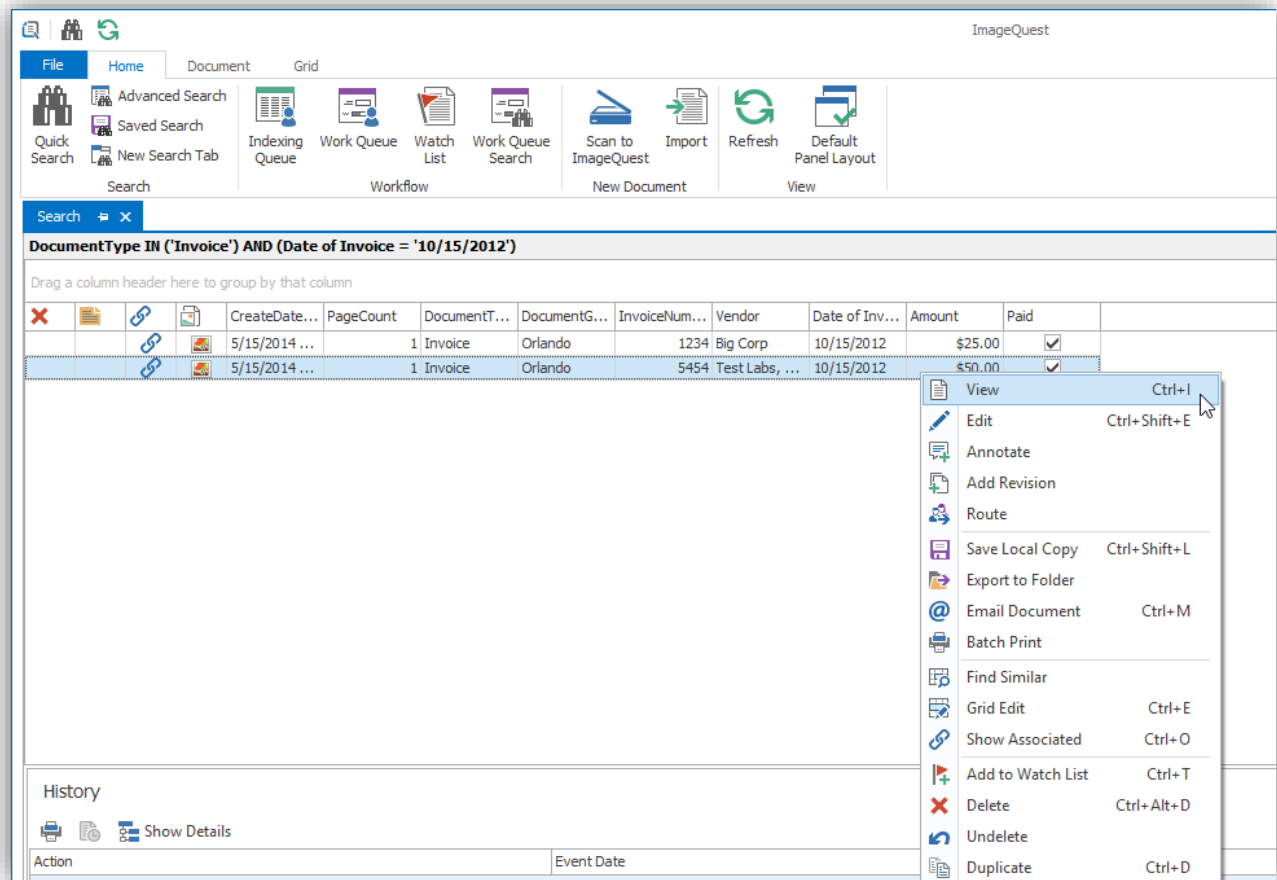 ImageQuest
File Home Document Grid
Quick Search
Advanced Search
Saved Search
New Search Tab
Indexing Queue
Work Queue
Watch List
Work Queue Search
Scan to ImageQuest
Import
Refresh
Default Panel Layout
Search Workflow New Document View
Search
DocumentType IN ('Invoice') AND (Date of Invoice = '10/15/2012')
Drag a column header here to group by that column
CreateDate... PageCount DocumentT... DocumentG... InvoiceNum... Vendor Date of Inv... Amount Paid
5/15/2014 ... 1 Invoice Orlando 1234 Big Corp 10/15/2012 $25.00
5/15/2014 ... 1 Invoice Orlando 5454 Test Labs, ... 10/15/2012 $50.00
View Ctrl+I
Edit Ctrl+Shift+E
Annotate
Add Revision
Route
Save Local Copy Ctrl+Shift+L
Export to Folder
Email Document Ctrl+M
Batch Print
Find Similar
Grid Edit Ctrl+E
Show Associated Ctrl+O
Add to Watch List Ctrl+T
Delete Ctrl+Alt+D
Undelete
Duplicate Ctrl+D
History
Show Details
Action Event Date